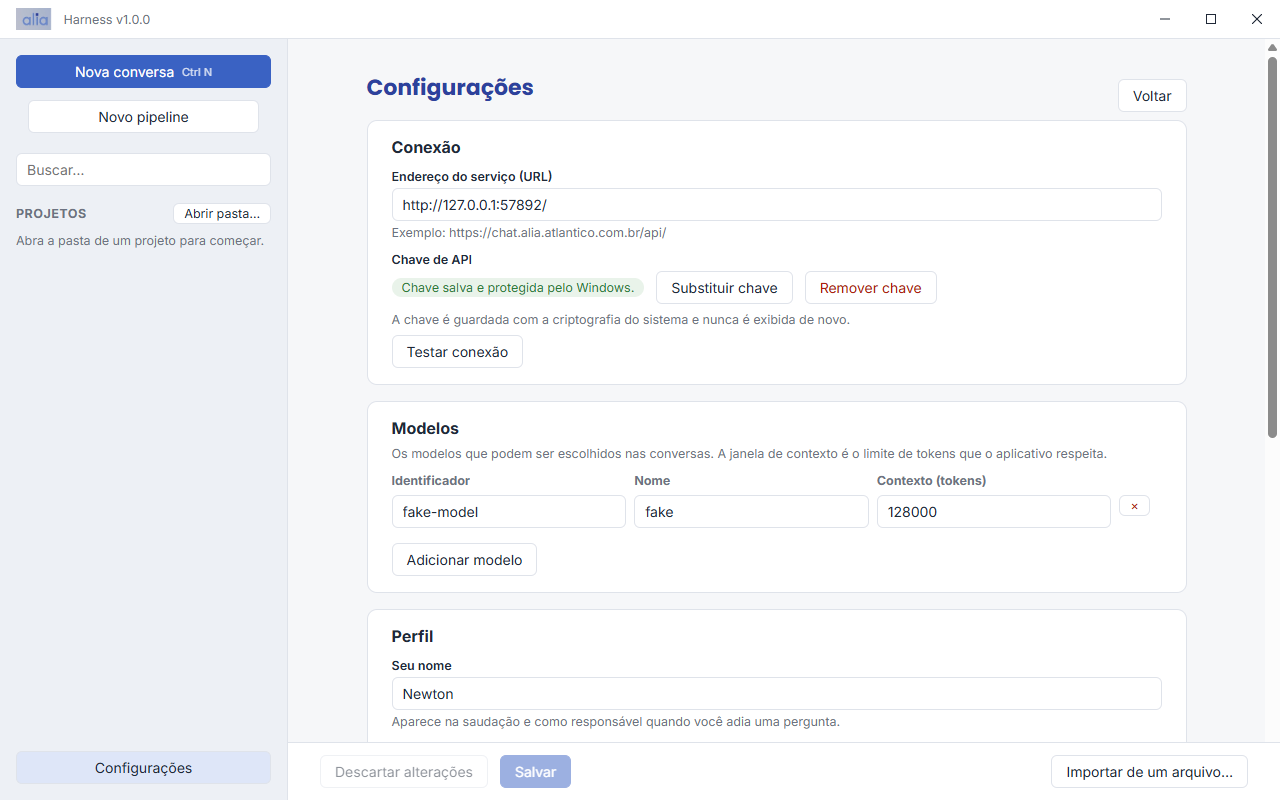 alia Harness v1.0.0
Nova conversa Ctrl N
Novo pipeline
Buscar...
PROJETOS Abrir pasta...
Abra a pasta de um projeto para começar.
Configurações
Configurações
Voltar
Conexão
Endereço do serviço (URL)
http://127.0.0.1:57892/
Exemplo: https://chat.alia.atlantico.com.br/api/
Chave de API
Chave salva e protegida pelo Windows. Substituir chave Remover chave
A chave é guardada com a criptografia do sistema e nunca é exibida de novo.
Testar conexão
Modelos
Os modelos que podem ser escolhidos nas conversas. A janela de contexto é o limite de tokens que o aplicativo respeita.
Identificador Nome Contexto (tokens)
fake-model fake 128000 ×
Adicionar modelo
Perfil
Seu nome
Newton
Aparece na saudação e como responsável quando você adia uma pergunta.
Descartar alterações Salvar Importar de um arquivo...